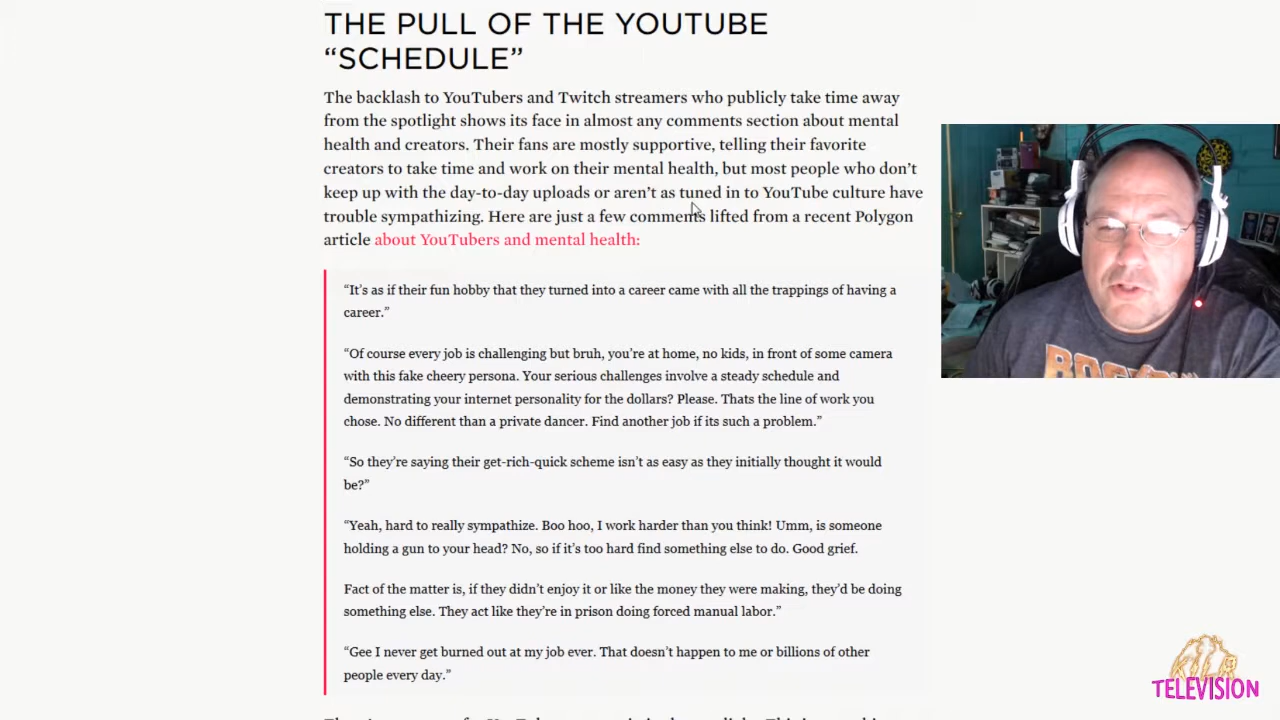 THE PULL OF THE YOUTUBE
“SCHEDULE”
The backlash to YouTubers and Twitch streamers who publicly take time away
from the spotlight shows its face in almost any comments section about mental
health and creators. Their fans are mostly supportive, telling their favorite
creators to take time and work on their mental health, but most people who don’t
keep up with the day-to-day uploads or aren’t as tuned in to YouTube culture have
trouble sympathizing. Here are just a few comments lifted from a recent Polygon
article about YouTubers and mental health:
“It’s as if their fun hobby that they turned into a career came with all the trappings of having a
career.”
“Of course every job is challenging but bruh, you’re at home, no kids, in front of some camera
with this fake cheery persona. Your serious challenges involve a steady schedule and
demonstrating your internet personality for the dollars? Please. Thats the line of work you
chose. No different than a private dancer. Find another job if its such a problem.”
“So they’re saying their get-rich-quick scheme isn’t as easy as they initially thought it would
be?”
“Yeah, hard to really sympathize. Boo hoo, I work harder than you think! Umm, is someone
holding a gun to your head? No, so if it’s too hard find something else to do. Good grief.
Fact of the matter is, if they didn’t enjoy it or like the money they were making, they’d be doing
something else. They act like they’re in prison doing forced manual labor.”
“Gee I never get burned out at my job ever. That doesn’t happen to me or billions of other
people every day.”
TELEVISION